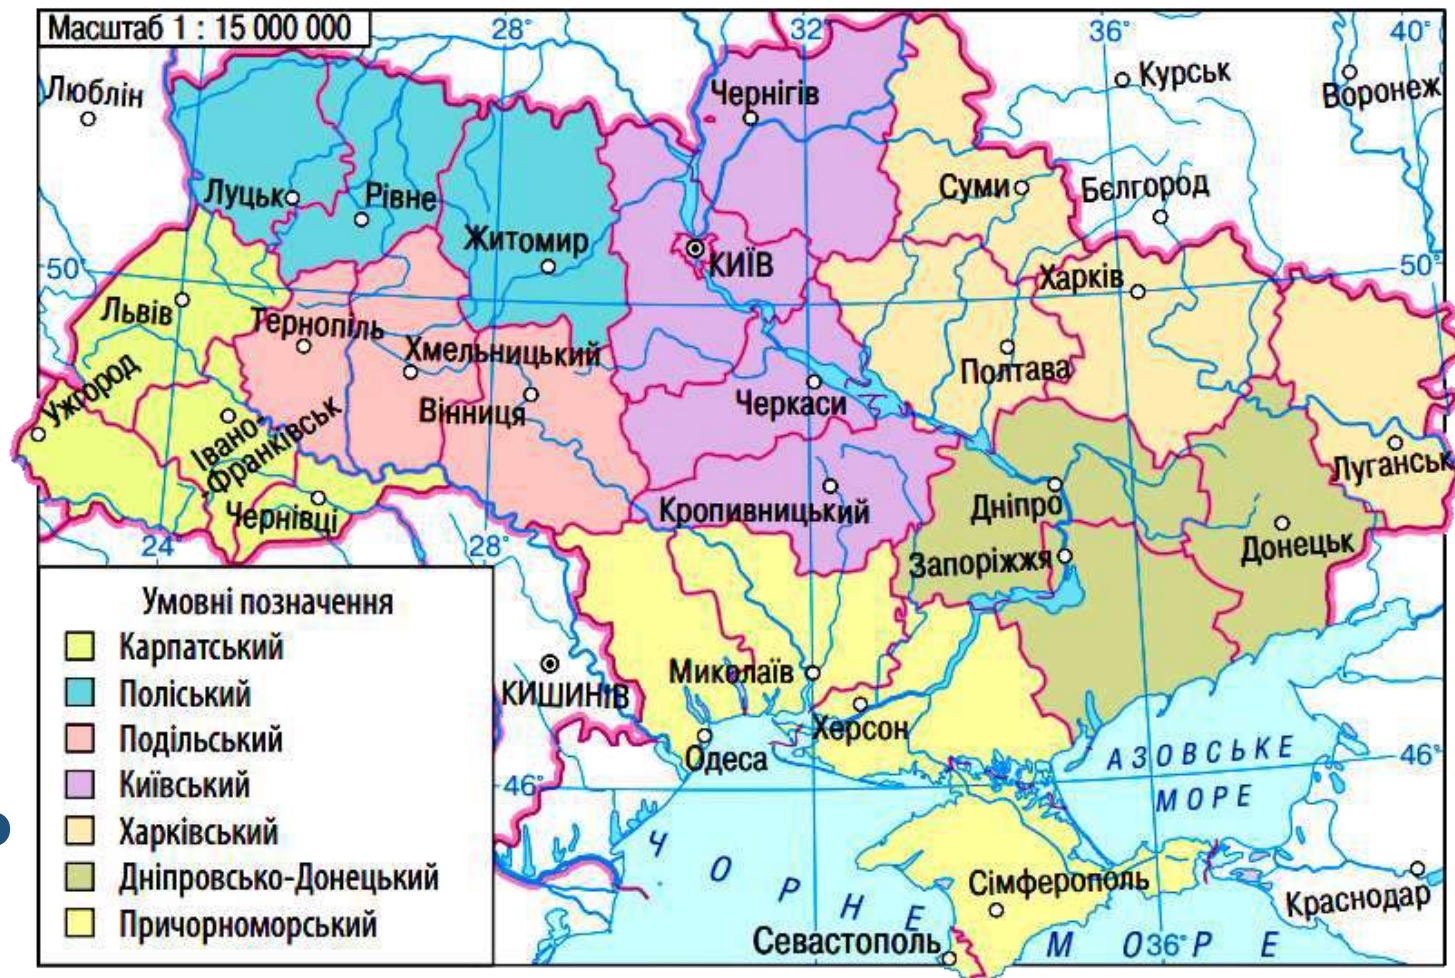 Масштаб 1 : 15 000 000
28°
32°
36°
40°
Люблін
Чернігів
Курськ
Воронеж
Луцьк
Рівне
Суми
Бєлгород
Житомир
КИЇВ
50°
50°
Харків
Львів
Тернопіль
Хмельницький
Полтава
Ужгород
Вінниця
Черкаси
Івано-
-Франківськ
Луганськ
Чернівці
Кропивницький
Дніпро
24°
28°
Запоріжжя
Донецьк
Умовні позначення
Карпатський
Поліський
Подільський
Київський
Харківський
Дніпровсько-Донецький
Причорноморський
КИШИНІВ
Миколаїв
Херсон
Одеса
46°
46°
АЗОВСЬКЕ
МОРЕ
ЧОРНЕ
МОРЕ
36°
Сімферополь
Севастополь
Краснодар